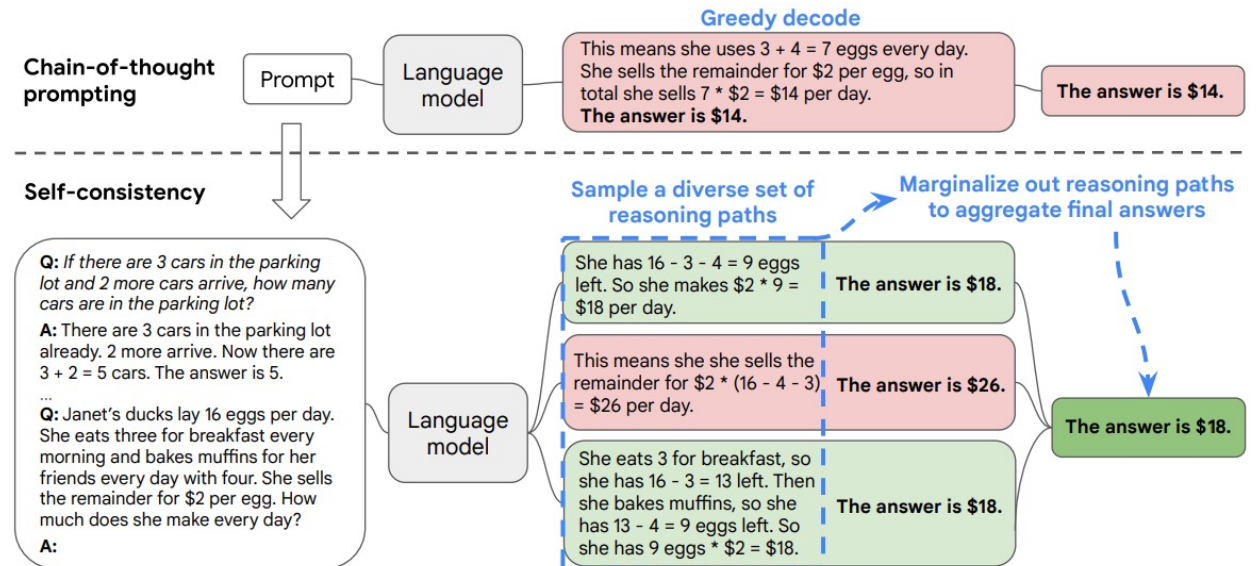 Greedy decode
Chain-of-thought
prompting
Prompt
Language
model
This means she uses 3 + 4 = 7 eggs every day.
She sells the remainder for $2 per egg, so in
total she sells 7 * $2 = $14 per day.
The answer is $14.
The answer is $14.
Self-consistency
Sample a diverse set of
reasoning paths
Marginalize out reasoning paths
to aggregate final answers
Q: If there are 3 cars in the parking
lot and 2 more cars arrive, how many
cars are in the parking lot?
A: There are 3 cars in the parking lot
already. 2 more arrive. Now there are
3 + 2 = 5 cars. The answer is 5.
...
Q: Janet’s ducks lay 16 eggs per day.
She eats three for breakfast every
morning and bakes muffins for her
friends every day with four. She sells
the remainder for $2 per egg. How
much does she make every day?
A:
Language
model
She has 16 - 3 - 4 = 9 eggs
left. So she makes $2 * 9 =
$18 per day.
The answer is $18.
This means she she sells the
remainder for $2 * (16 - 4 - 3)
= $26 per day.
The answer is $26.
She eats 3 for breakfast, so
she has 16 - 3 = 13 left. Then
she bakes muffins, so she
has 13 - 4 = 9 eggs left. So
she has 9 eggs * $2 = $18.
The answer is $18.
The answer is $18.